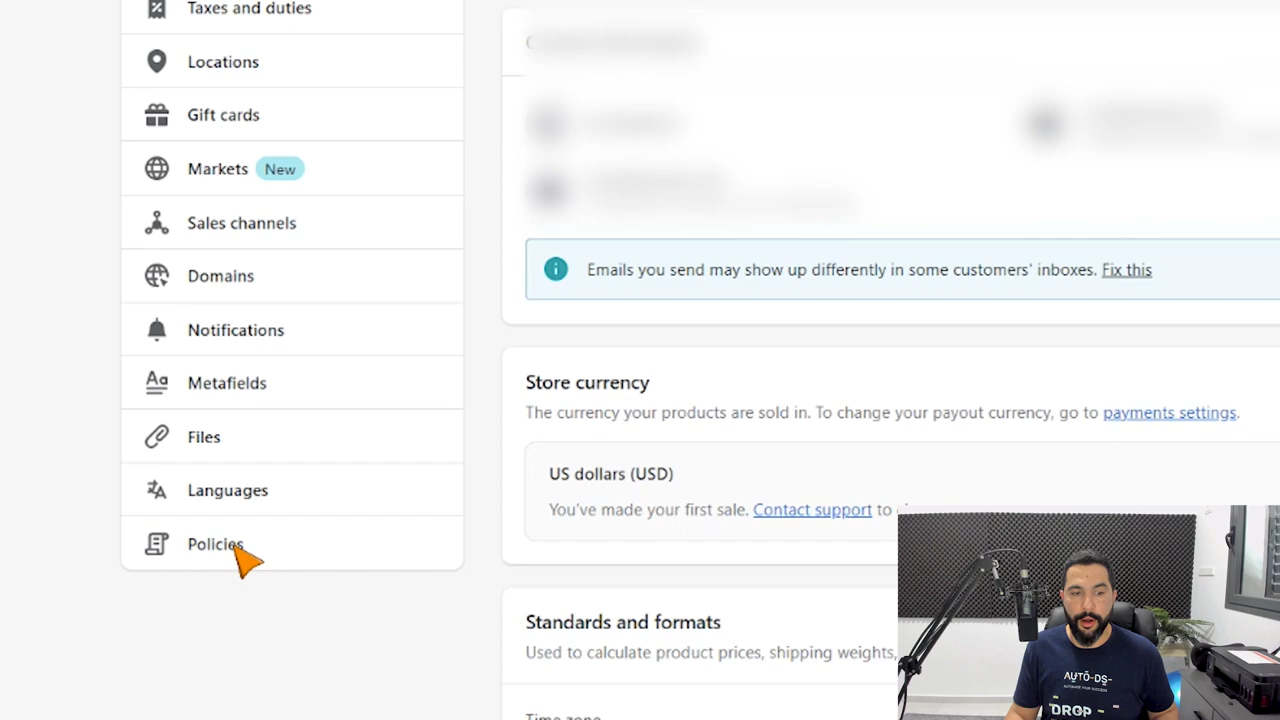 Taxes and duties
Locations
Gift cards
Markets New
Sales channels
Domains
Notifications
Metafields
Files
Languages
Policies
Emails you send may show up differently in some customers' inboxes. Fix this
Store currency
The currency your products are sold in. To change your payout currency, go to payments settings.
US dollars (USD)
You've made your first sale. Contact support to
Standards and formats
Used to calculate product prices, shipping weights,
Time zone
AUTO-DS-
AUTOMATE YOUR SUCCESS
DROP